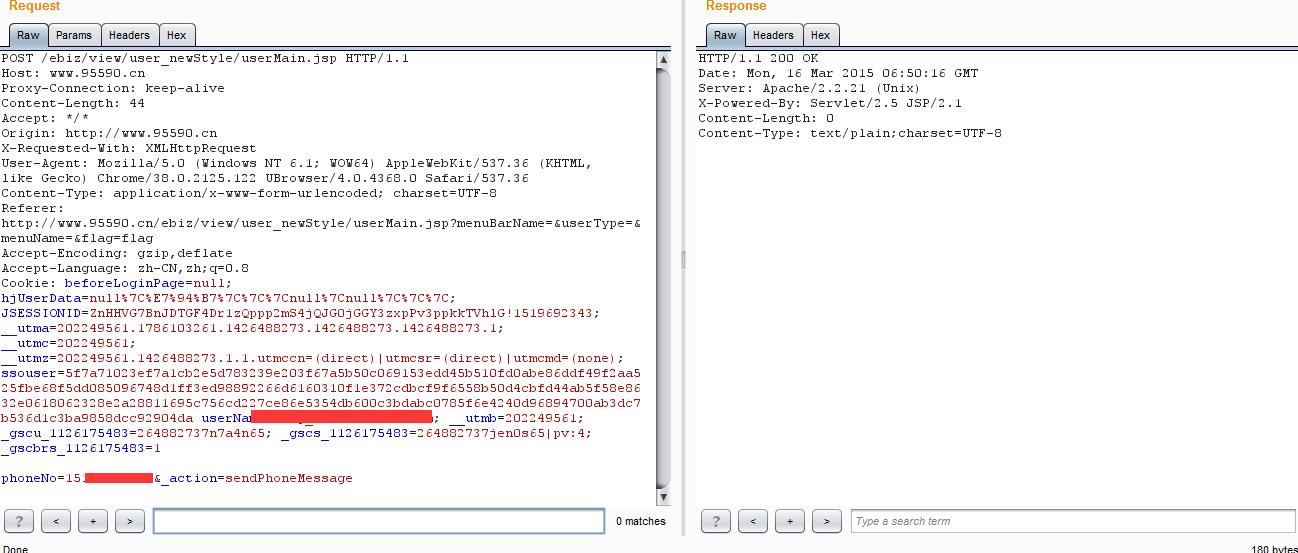 Request
Response
Raw Params Headers Hex
Raw Headers Hex
POST /ebiz/view/user_newStyle/userMain.jsp HTTP/1.1
Host: www.95590.cn
Proxy-Connection: keep-alive
Content-Length: 44
Accept: */*
Origin: http://www.95590.cn
X-Requested-With: XMLHttpRequest
User-Agent: Mozilla/5.0 (Windows NT 6.1; WOW64) AppleWebKit/537.36 (KHTML,
like Gecko) Chrome/38.0.2125.122 UBrowser/4.0.4368.0 Safari/537.36
Content-Type: application/x-www-form-urlencoded; charset=UTF-8
Referer:
http://www.95590.cn/ebiz/view/user_newStyle/userMain.jsp?menuBarName=&userType=&
menuName=&flag=flag
Accept-Encoding: gzip,deflate
Accept-Language: zh-CN,zh;q=0.8
Cookie: beforeLoginPage=null;
hjUserData=null%7C%E7%94%B7%7C%7C%7Cnull%7Cnull%7C%7C%7C;
JSESSIONID=ZnHHVG7BnJDTGF4Dr1zQppp2mS4jQJG0jGGY3zxpPv3ppkkTVhlG!1519692343;
__utma=202249561.1786103261.1426488273.1426488273.1426488273.1;
__utmc=202249561;
__utmz=202249561.1426488273.1.1.utmccn=(direct)|utmcsr=(direct)|utmcmd=(none);
ssouser=5f7a71023ef7a1cb2e5d783239e203f67a5b50c069153edd45b510fd0abe86ddf49f2aa5
25fbe68f5dd085096748d1ff3ed98892266d6160310f1e372cdbcf9f6558b50d4cbfd44ab5f58e86
32e0618062328e2a28811695c756cd227ce86e5354db600c3bdabc0785f6e4240d96894700ab3dc7
b536d1c3ba9858dcc92904da userNa ; __utmb=202249561;
_gscu_1126175483=264882737n7a4n65; _gscs_1126175483=264882737jen0s65|pv:4;
_gscbrs_1126175483=1
phoneNo=15 &_action=sendPhoneMessage
HTTP/1.1 200 OK
Date: Mon, 16 Mar 2015 06:50:16 GMT
Server: Apache/2.2.21 (Unix)
X-Powered-By: Servlet/2.5 JSP/2.1
Content-Length: 0
Content-Type: text/plain;charset=UTF-8
? < + > 0 matches
? < + > Type a search term
Done
180 bytes